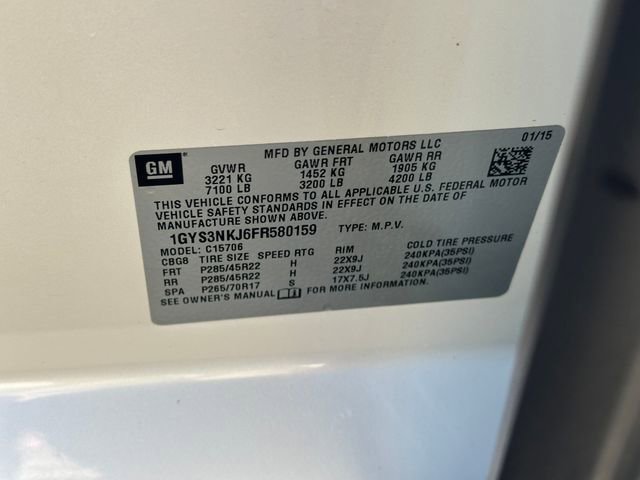 GM
MFD BY GENERAL MOTORS LLC
01/15
GVWR GAWR FRT GAWR RR
3221 KG 1452 KG 1905 KG
7100 LB 3200 LB 4200 LB
THIS VEHICLE CONFORMS TO ALL APPLICABLE U.S. FEDERAL MOTOR
VEHICLE SAFETY STANDARDS IN EFFECT ON THE DATE OF
MANUFACTURE SHOWN ABOVE.
1GYS3NKJ6FR580159 TYPE: M.P.V.
MODEL: C15706
CBGB TIRE SIZE SPEED RTG RIM COLD TIRE PRESSURE
FRT P285/45R22 H 22X9J 240KPA(35PSI)
RR P285/45R22 H 22X9J 240KPA(35PSI)
SPA P265/70R17 S 17X7.5J 240KPA(35PSI)
SEE OWNER'S MANUAL FOR MORE INFORMATION.